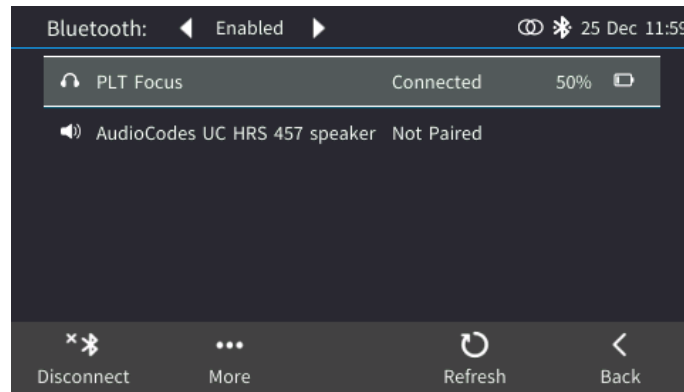 Bluetooth: Enabled 25 Dec 11:59
PLT Focus Connected 50%
AudioCodes UC HRS 457 speaker Not Paired
Disconnect More Refresh Back